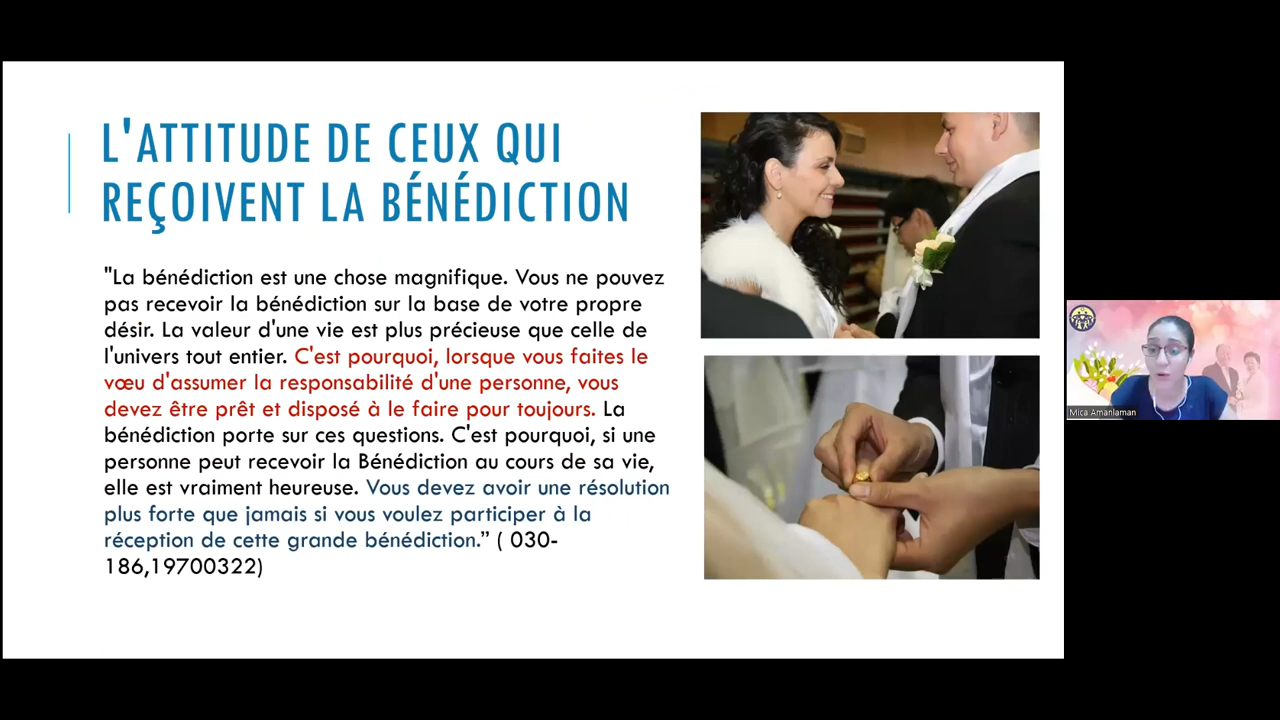 L'ATTITUDE DE CEUX QUI
REÇOIVENT LA BÉNÉDICTION
"La bénédiction est une chose magnifique. Vous ne pouvez
pas recevoir la bénédiction sur la base de votre propre
désir. La valeur d'une vie est plus précieuse que celle de
l'univers tout entier. C'est pourquoi, lorsque vous faites le
vœu d'assumer la responsabilité d'une personne, vous
devez être prêt et disposé à le faire pour toujours. La
bénédiction porte sur ces questions. C'est pourquoi, si une
personne peut recevoir la Bénédiction au cours de sa vie,
elle est vraiment heureuse. Vous devez avoir une résolution
plus forte que jamais si vous voulez participer à la
réception de cette grande bénédiction.” ( 030-
186,19700322)
Mica Amanlaman